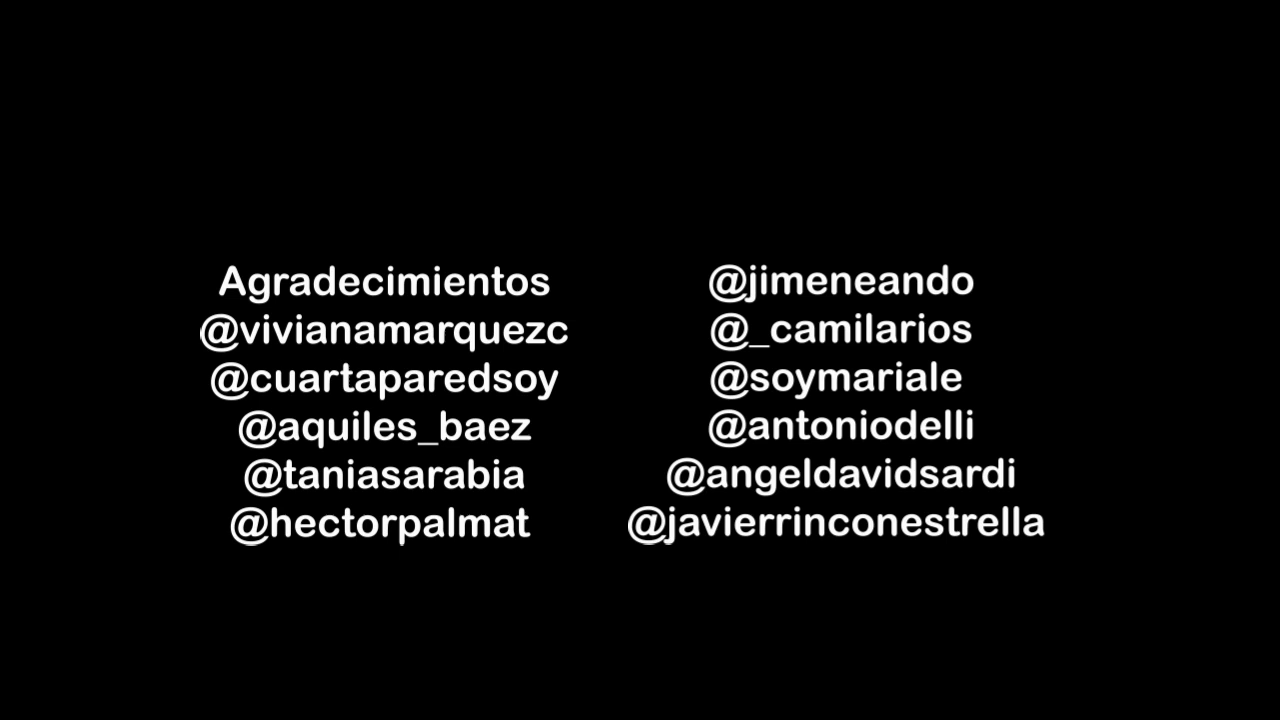 Agradecimientos
@vivianamarquezc
@cuartaparedsoy
@aquiles_baez
@taniasarabia
@hectorpalmat
@jimeneando
@_camilarios
@soymariale
@antoniodelli
@angeldavidsardi
@javierrinconestrella